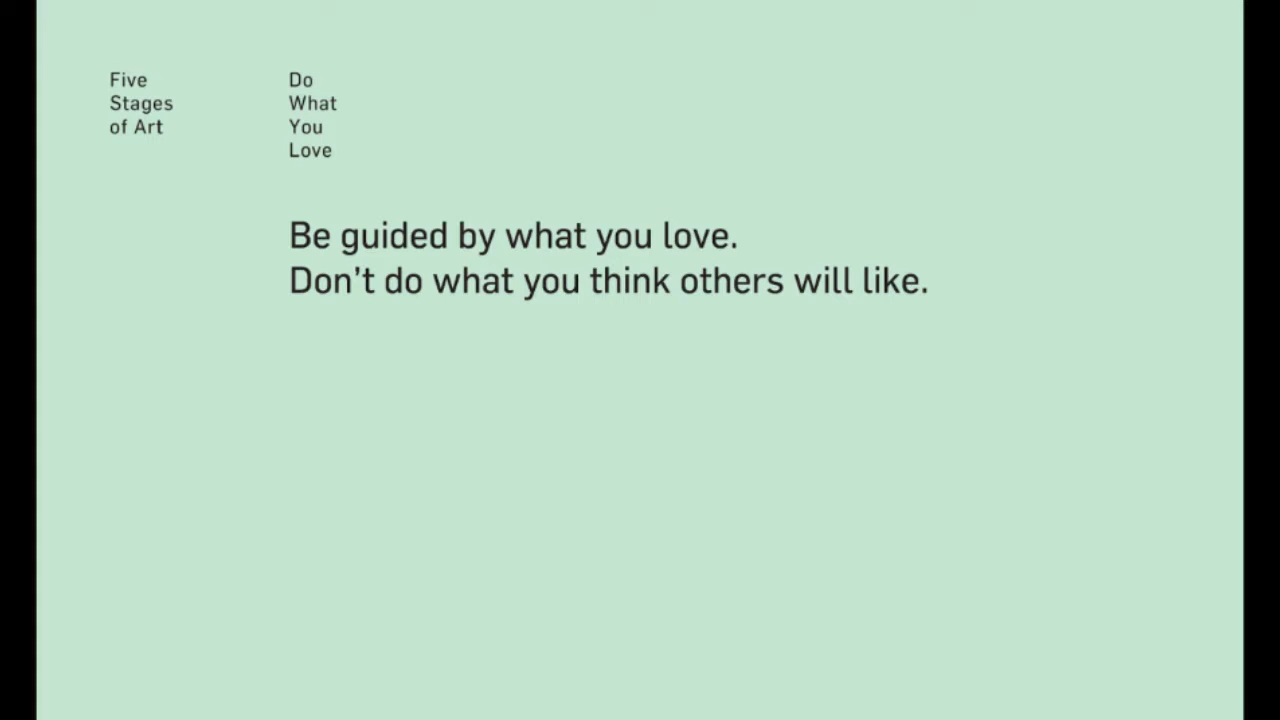 Five
Stages
of Art
Do
What
You
Love
Be guided by what you love.
Don't do what you think others will like.